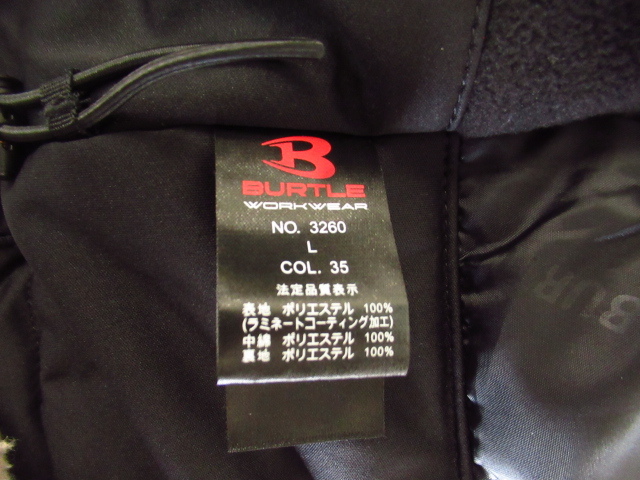 B
BURTLE
WORKWEAR
NO. 3260
L
COL. 35
法定品質表示
表地 ポリエステル 100%
(ラミネートコーティング加工)
中綿 ポリエステル 100%
裏地 ポリエステル 100%
BUR